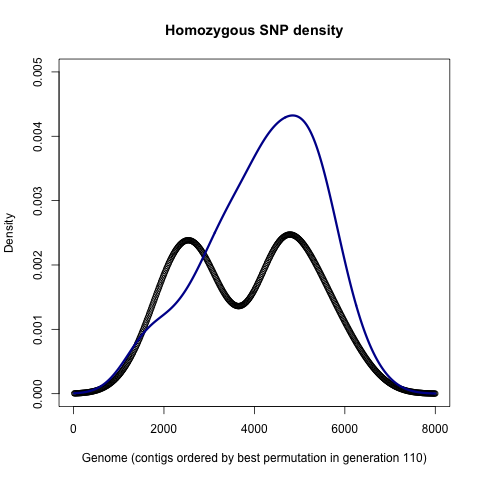 Homozygous SNP density
Density
0.005
0.004
0.003
0.002
0.001
0.000
0 2000 4000 6000 8000
Genome (contigs ordered by best permutation in generation 110)